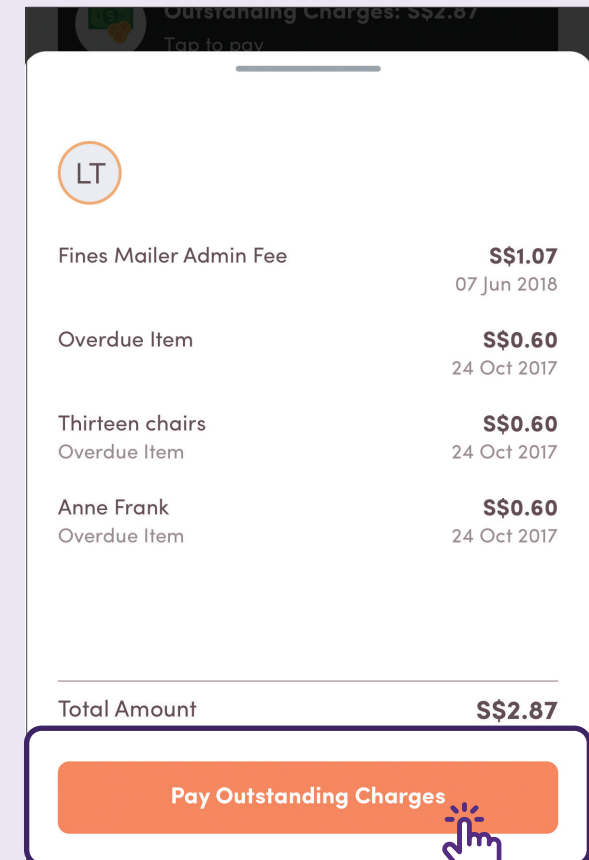 Outstanding Charges: S$2.87
Tap to pay
LT
Fines Mailer Admin Fee S$1.07
07 Jun 2018
Overdue Item S$0.60
24 Oct 2017
Thirteen chairs S$0.60
Overdue Item 24 Oct 2017
Anne Frank S$0.60
Overdue Item 24 Oct 2017
Total Amount S$2.87
Pay Outstanding Charges